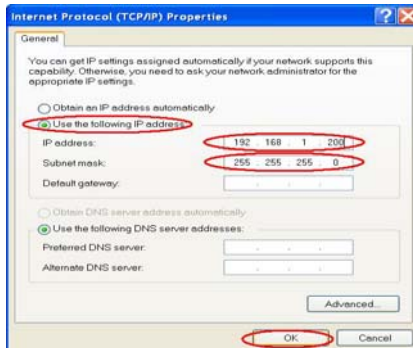 Internet Protocol (TCP/IP) Properties
General
You can get IP settings assigned automatically if your network supports this
capability. Otherwise, you need to ask your network administrator for the
appropriate IP settings.
Obtain an IP address automatically
Use the following IP address:
IP address: 192 . 168 . 1 . 200
Subnet mask: 255 . 255 . 255 . 0
Default gateway: . . .
Obtain DNS server address automatically
Use the following DNS server addresses:
Preferred DNS server: . . .
Alternate DNS server: . . .
Advanced...
OK Cancel